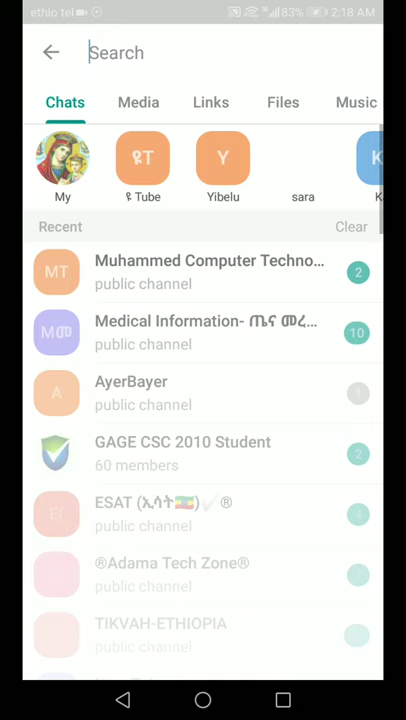 ethio tel 83% 2:18 AM
Search
Chats Media Links Files Music
ዩT Y K
My ዩ Tube Yibelu sara
Recent Clear
MT Muhammed Computer Techno... 2
public channel
Mመ Medical Information- ጤና መረ... 10
public channel
A AyerBayer 1
public channel
GAGE CSC 2010 Student 2
60 members
E( ESAT (ኢሳት🇪🇹)✔️® 4
public channel
®Adama Tech Zone®
public channel
TIKVAH-ETHIOPIA
public channel